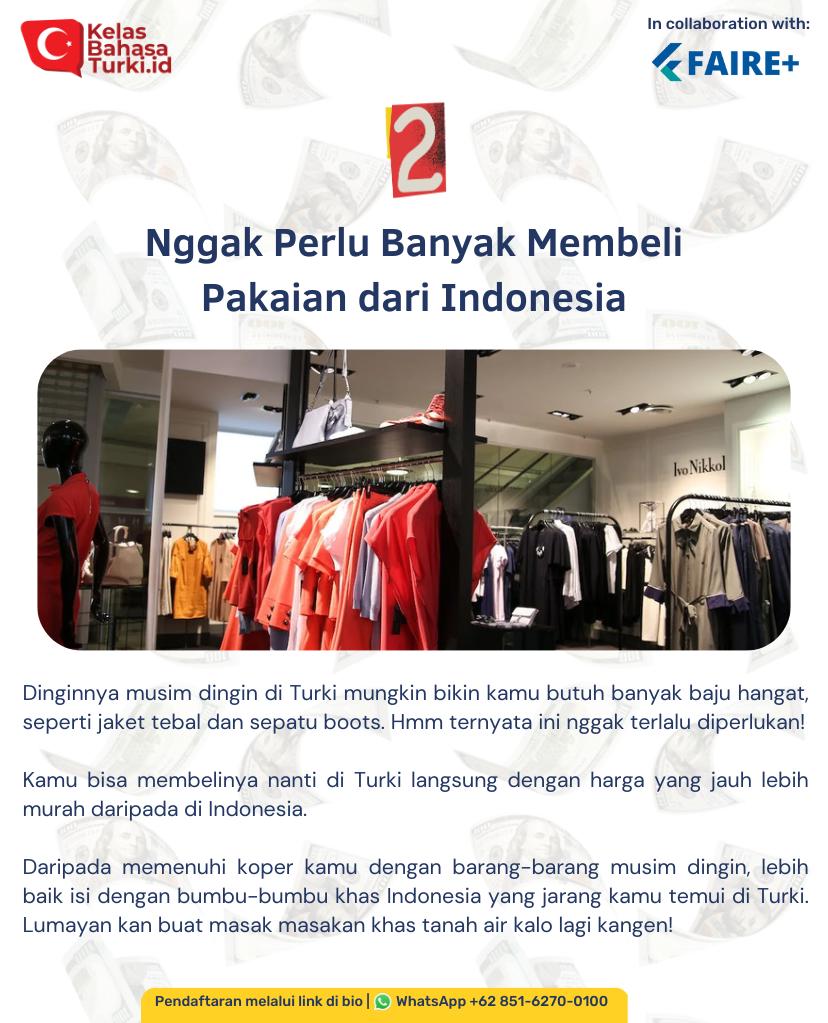 Kelas
Bahasa
Turki.id
In collaboration with:
FAIRE+
2
Nggak Perlu Banyak Membeli
Pakaian dari Indonesia
Ivo Nikkol
Dinginnya musim dingin di Turki mungkin bikin kamu butuh banyak baju hangat,
seperti jaket tebal dan sepatu boots. Hmm ternyata ini nggak terlalu diperlukan!
Kamu bisa membelinya nanti di Turki langsung dengan harga yang jauh lebih
murah daripada di Indonesia.
Daripada memenuhi koper kamu dengan barang-barang musim dingin, lebih
baik isi dengan bumbu-bumbu khas Indonesia yang jarang kamu temui di Turki.
Lumayan kan buat masak masakan khas tanah air kalo lagi kangen!
Pendaftaran melalui link di bio | WhatsApp +62 851-6270-0100